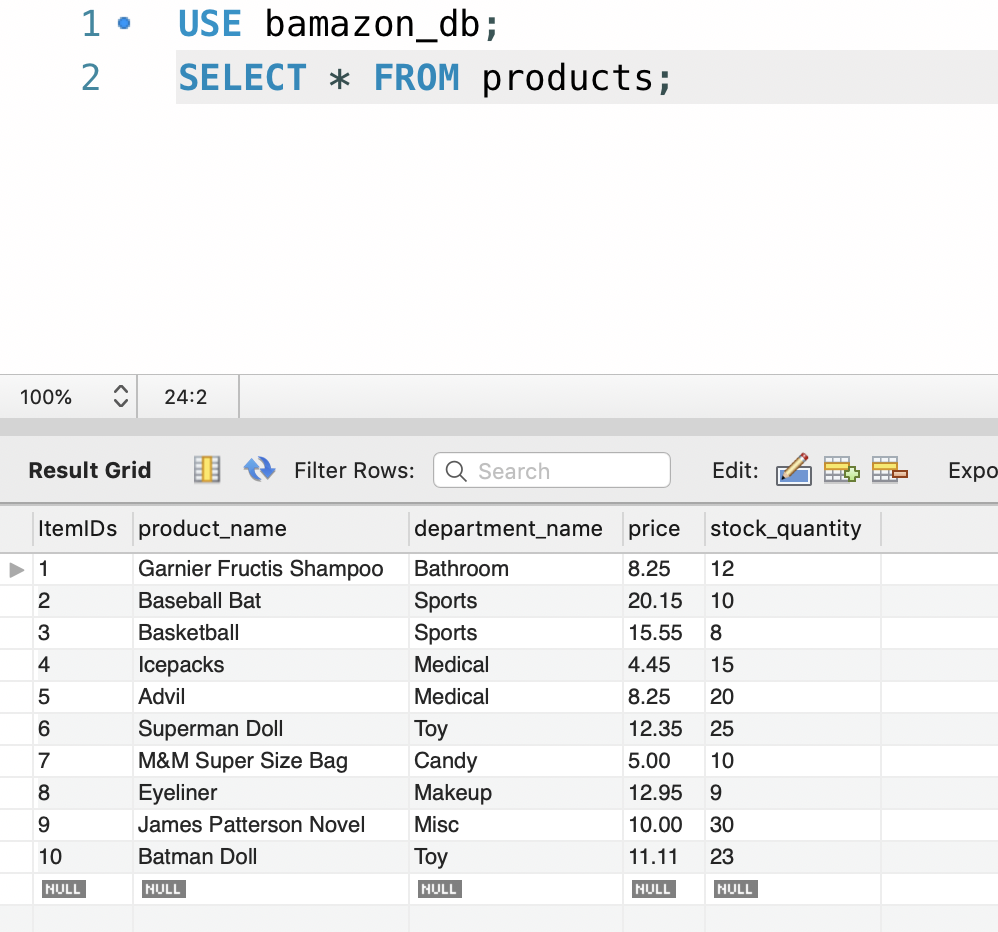 1 USE bamazon_db;
2 SELECT * FROM products;
100% 24:2
Result Grid Filter Rows: Search Edit: Expo
ItemIDs product_name department_name price stock_quantity
1 Garnier Fructis Shampoo Bathroom 8.25 12
2 Baseball Bat Sports 20.15 10
3 Basketball Sports 15.55 8
4 Icepacks Medical 4.45 15
5 Advil Medical 8.25 20
6 Superman Doll Toy 12.35 25
7 M&M Super Size Bag Candy 5.00 10
8 Eyeliner Makeup 12.95 9
9 James Patterson Novel Misc 10.00 30
10 Batman Doll Toy 11.11 23
NULL NULL NULL NULL NULL